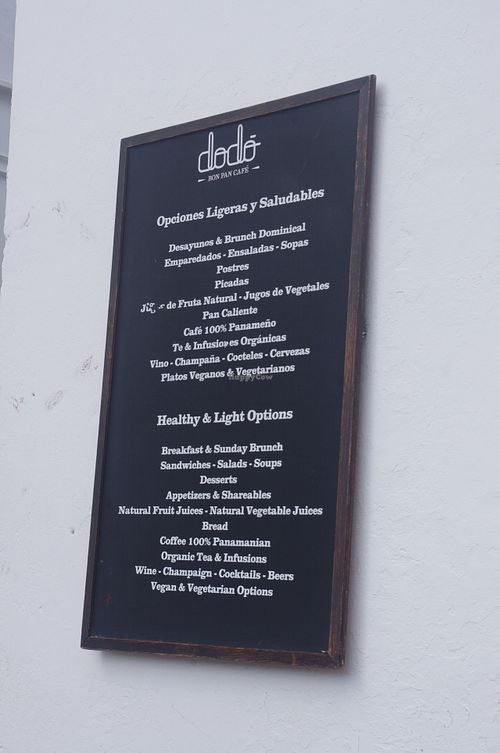 dodó
BON PAN CAFÉ
Opciones Ligeras y Saludables
Desayunos & Brunch Dominical
Emparedados - Ensaladas - Sopas
Postres
Picadas
de Fruta Natural - Jugos de Vegetales
Pan Caliente
Café 100% Panameño
Te & Infusiones Orgánicas
Vino - Champaña - Cocteles - Cervezas
Platos Veganos & Vegetarianos
HappyCow
Healthy & Light Options
Breakfast & Sunday Brunch
Sandwiches - Salads - Soups
Desserts
Appetizers & Shareables
Natural Fruit Juices - Natural Vegetable Juices
Bread
Coffee 100% Panamanian
Organic Tea & Infusions
Wine - Champaign - Cocktails - Beers
Vegan & Vegetarian Options